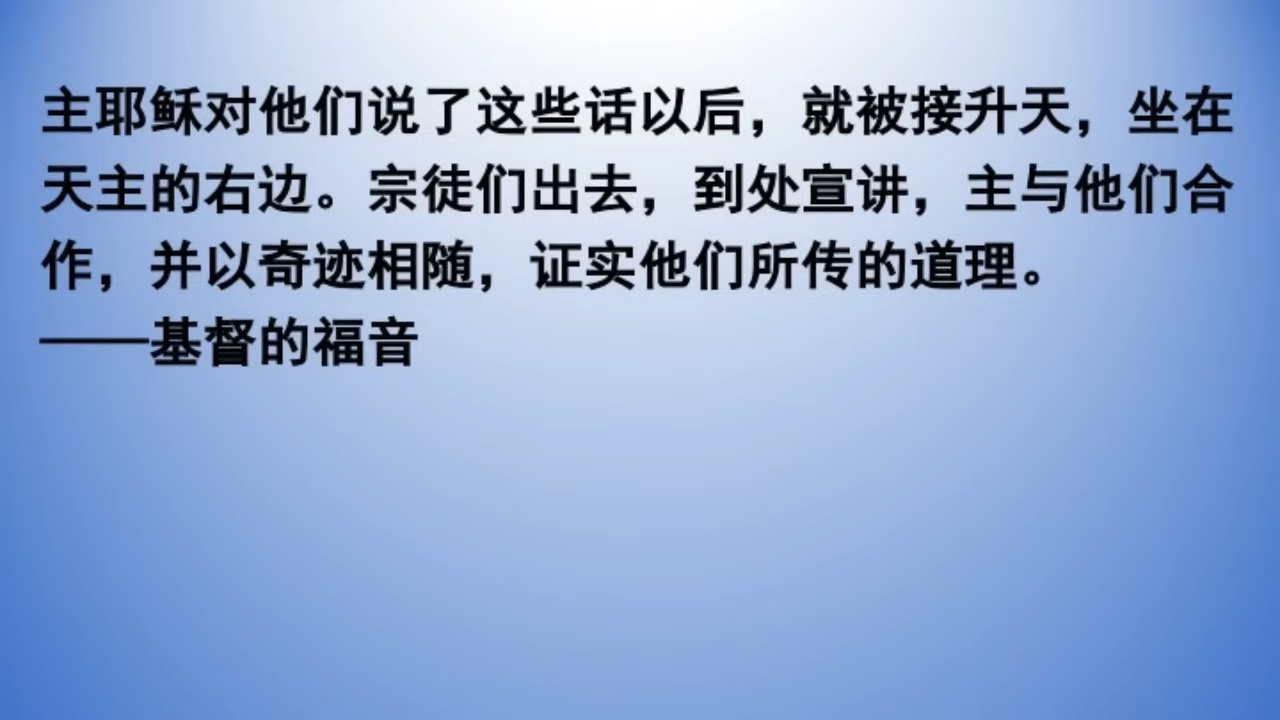 主耶稣对他们说了这些话以后，就被接升天，坐在
天主的右边。宗徒们出去，到处宣讲，主与他们合
作，并以奇迹相随，证实他们所传的道理。
——基督的福音